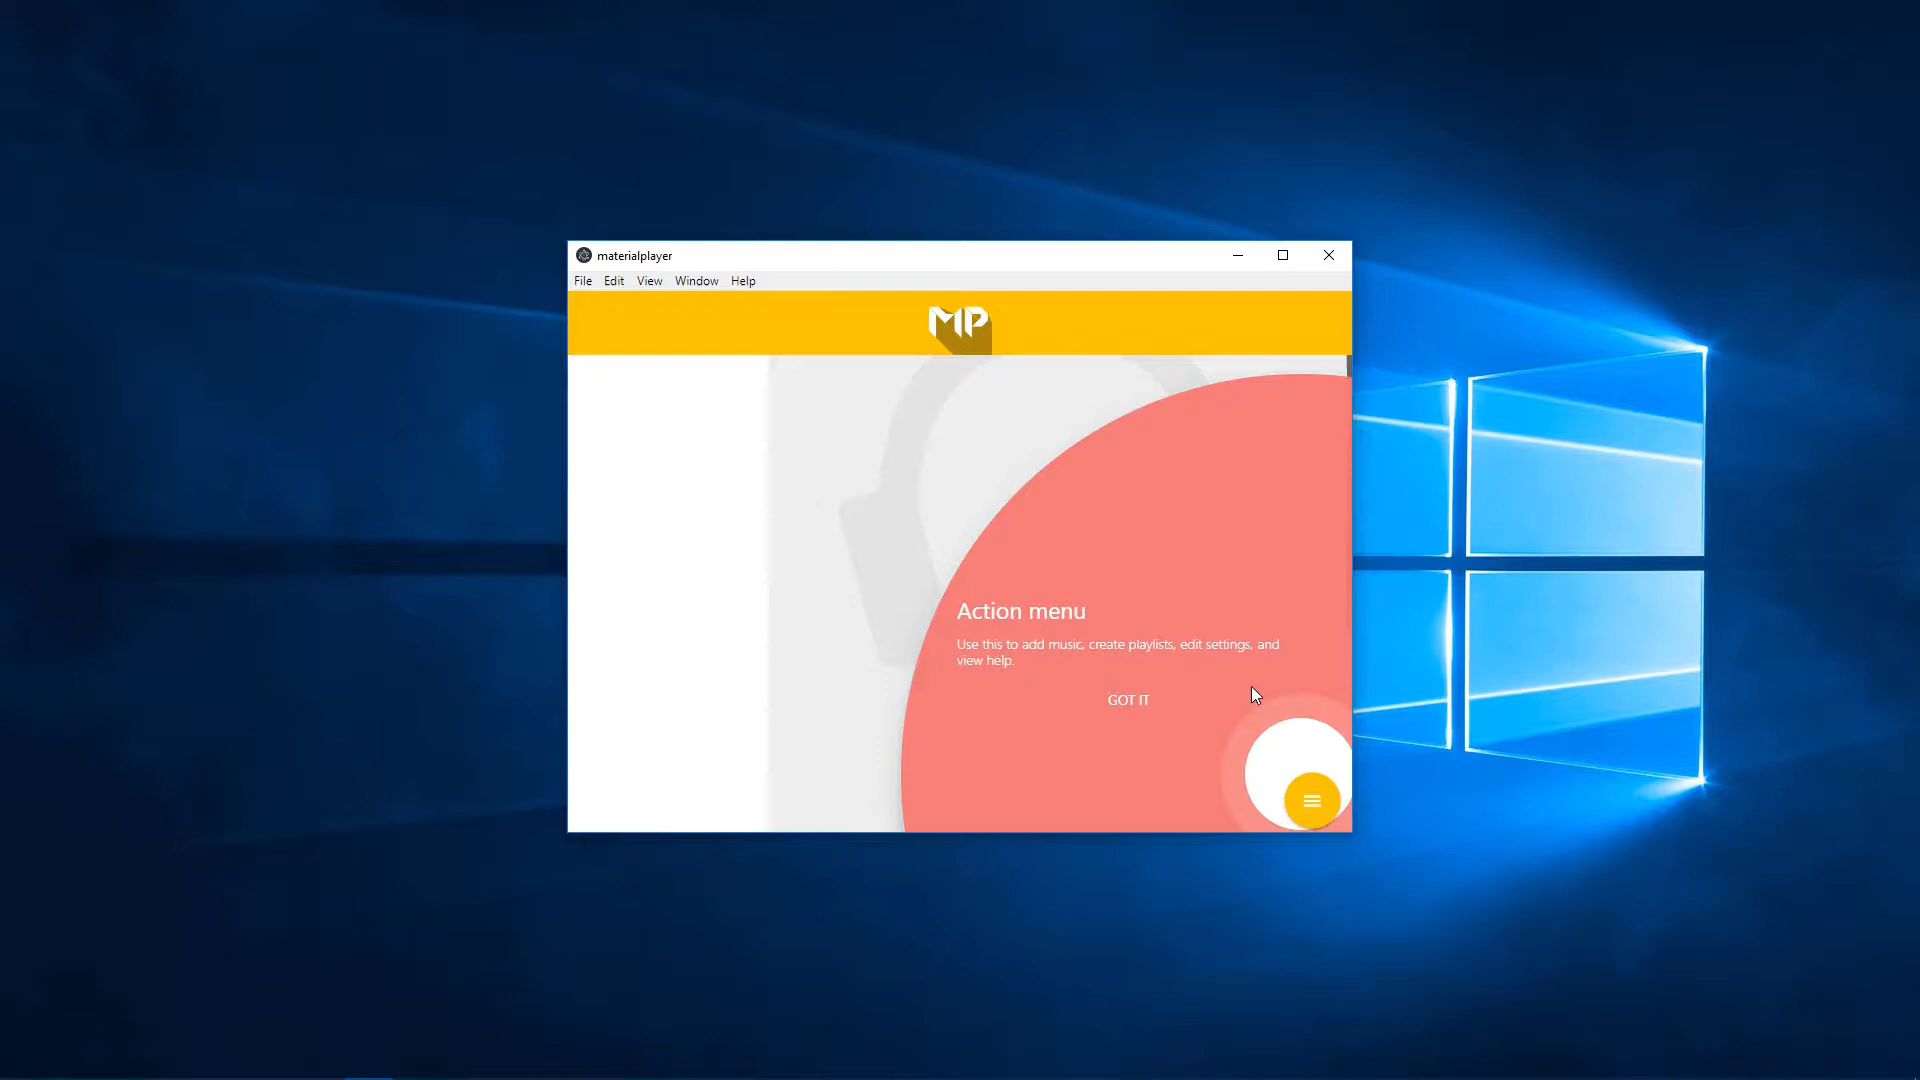 materialplayer
File Edit View Window Help
MP
Action menu
Use this to add music, create playlists, edit settings, and
view help.
GOT IT